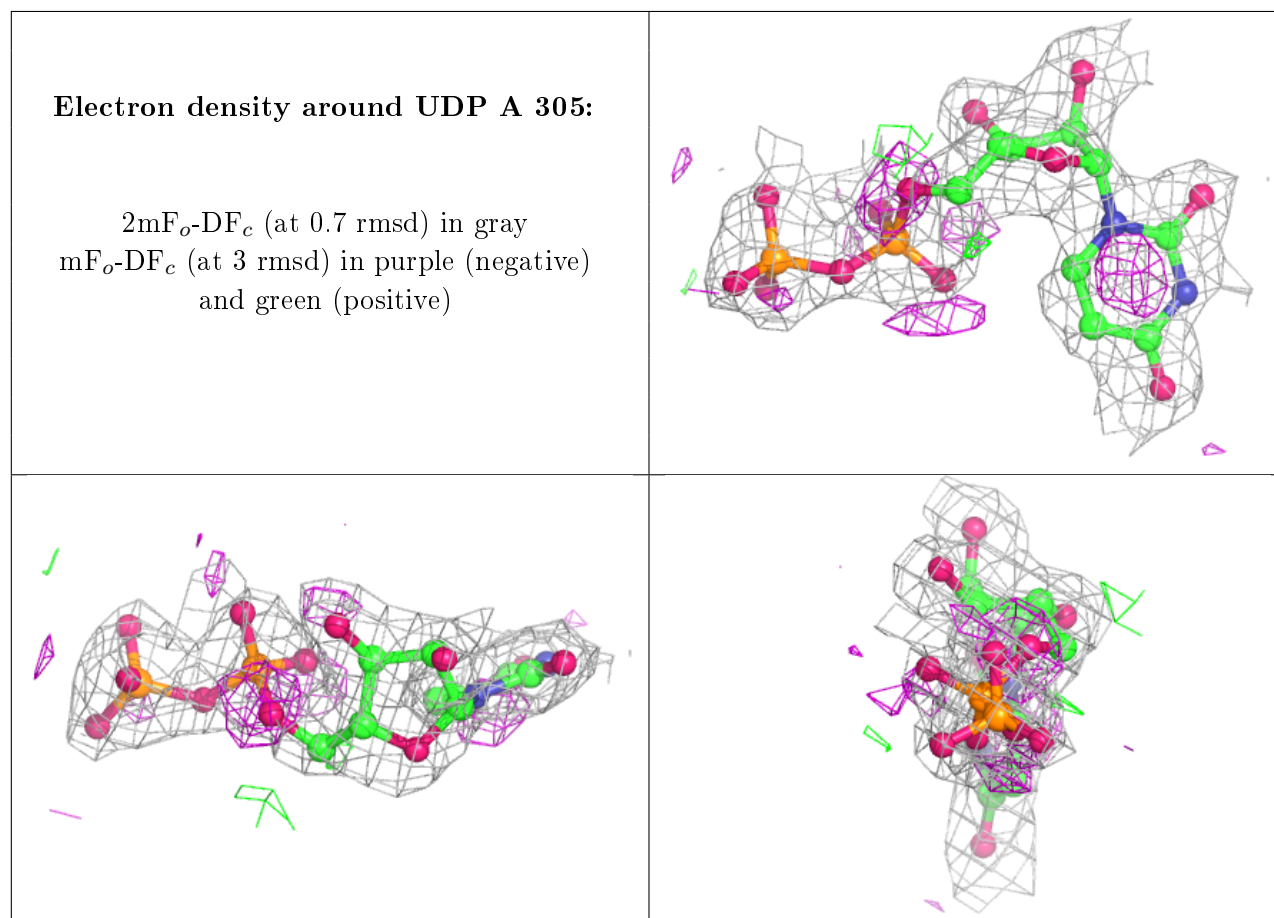 Electron density around UDP A 305:
2mFo-DFc (at 0.7 rmsd) in gray
mFo-DFc (at 3 rmsd) in purple (negative)
and green (positive)